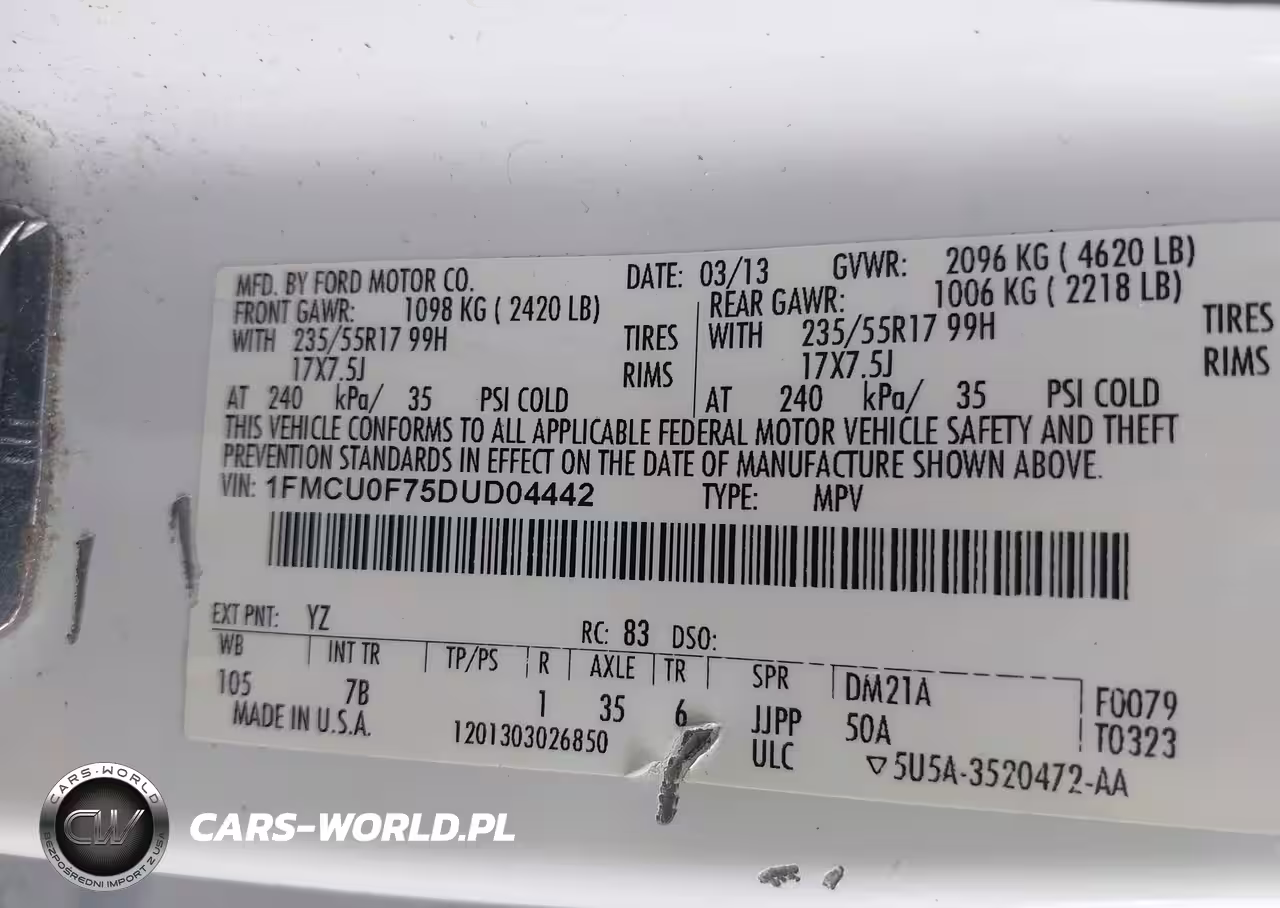 MFD. BY FORD MOTOR CO. DATE: 03/13 GVWR: 2096 KG ( 4620 LB)
FRONT GAWR: 1098 KG ( 2420 LB) REAR GAWR: 1006 KG ( 2218 LB)
WITH 235/55R17 99H TIRES WITH 235/55R17 99H TIRES
17X7.5J RIMS 17X7.5J RIMS
AT 240 kPa/ 35 PSI COLD AT 240 kPa/ 35 PSI COLD
THIS VEHICLE CONFORMS TO ALL APPLICABLE FEDERAL MOTOR VEHICLE SAFETY AND THEFT
PREVENTION STANDARDS IN EFFECT ON THE DATE OF MANUFACTURE SHOWN ABOVE.
VIN: 1FMCU0F75DUD04442 TYPE: MPV
EXT PNT: YZ RC: 83 DSO:
WB INT TR TP/PS R AXLE TR SPR DM21A F0079
105 7B 1 35 6 JJPP 50A T0323
MADE IN U.S.A. 1201303026850 ULC 5U5A-3520472-AA
CARS-WORLD
CW
BEZPOŚREDNI IMPORT Z USA
CARS-WORLD.PL